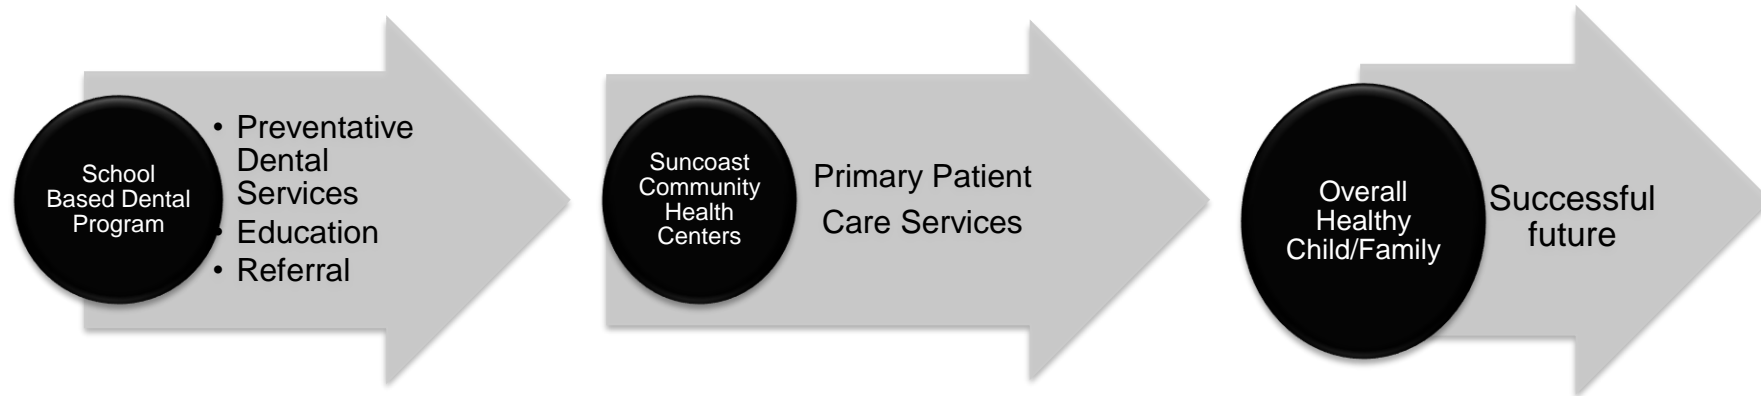 School
Based Dental
Program
• Preventative
Dental
Services
• Education
• Referral
Suncoast
Community
Health
Centers
Primary Patient
Care Services
Overall
Healthy
Child/Family
Successful
future